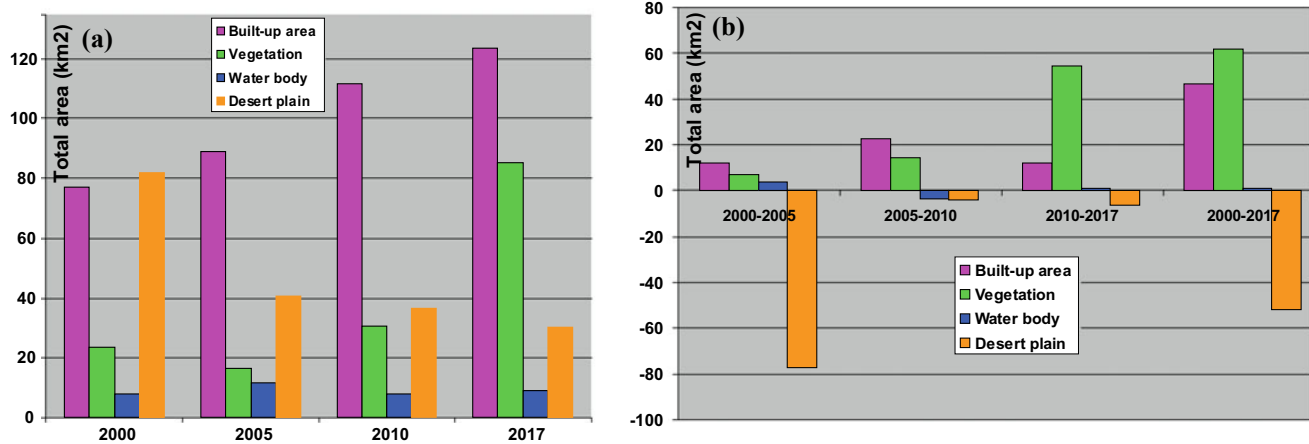 (a)
Total area (km2)
120
100
80
60
40
20
0
Built-up area
Vegetation
Water body
Desert plain
2000
2005
2010
2017
(b)
Total area (km2)
80
60
40
20
0
-20
-40
-60
-80
-100
2000-2005
2005-2010
2010-2017
2000-2017
Built-up area
Vegetation
Water body
Desert plain